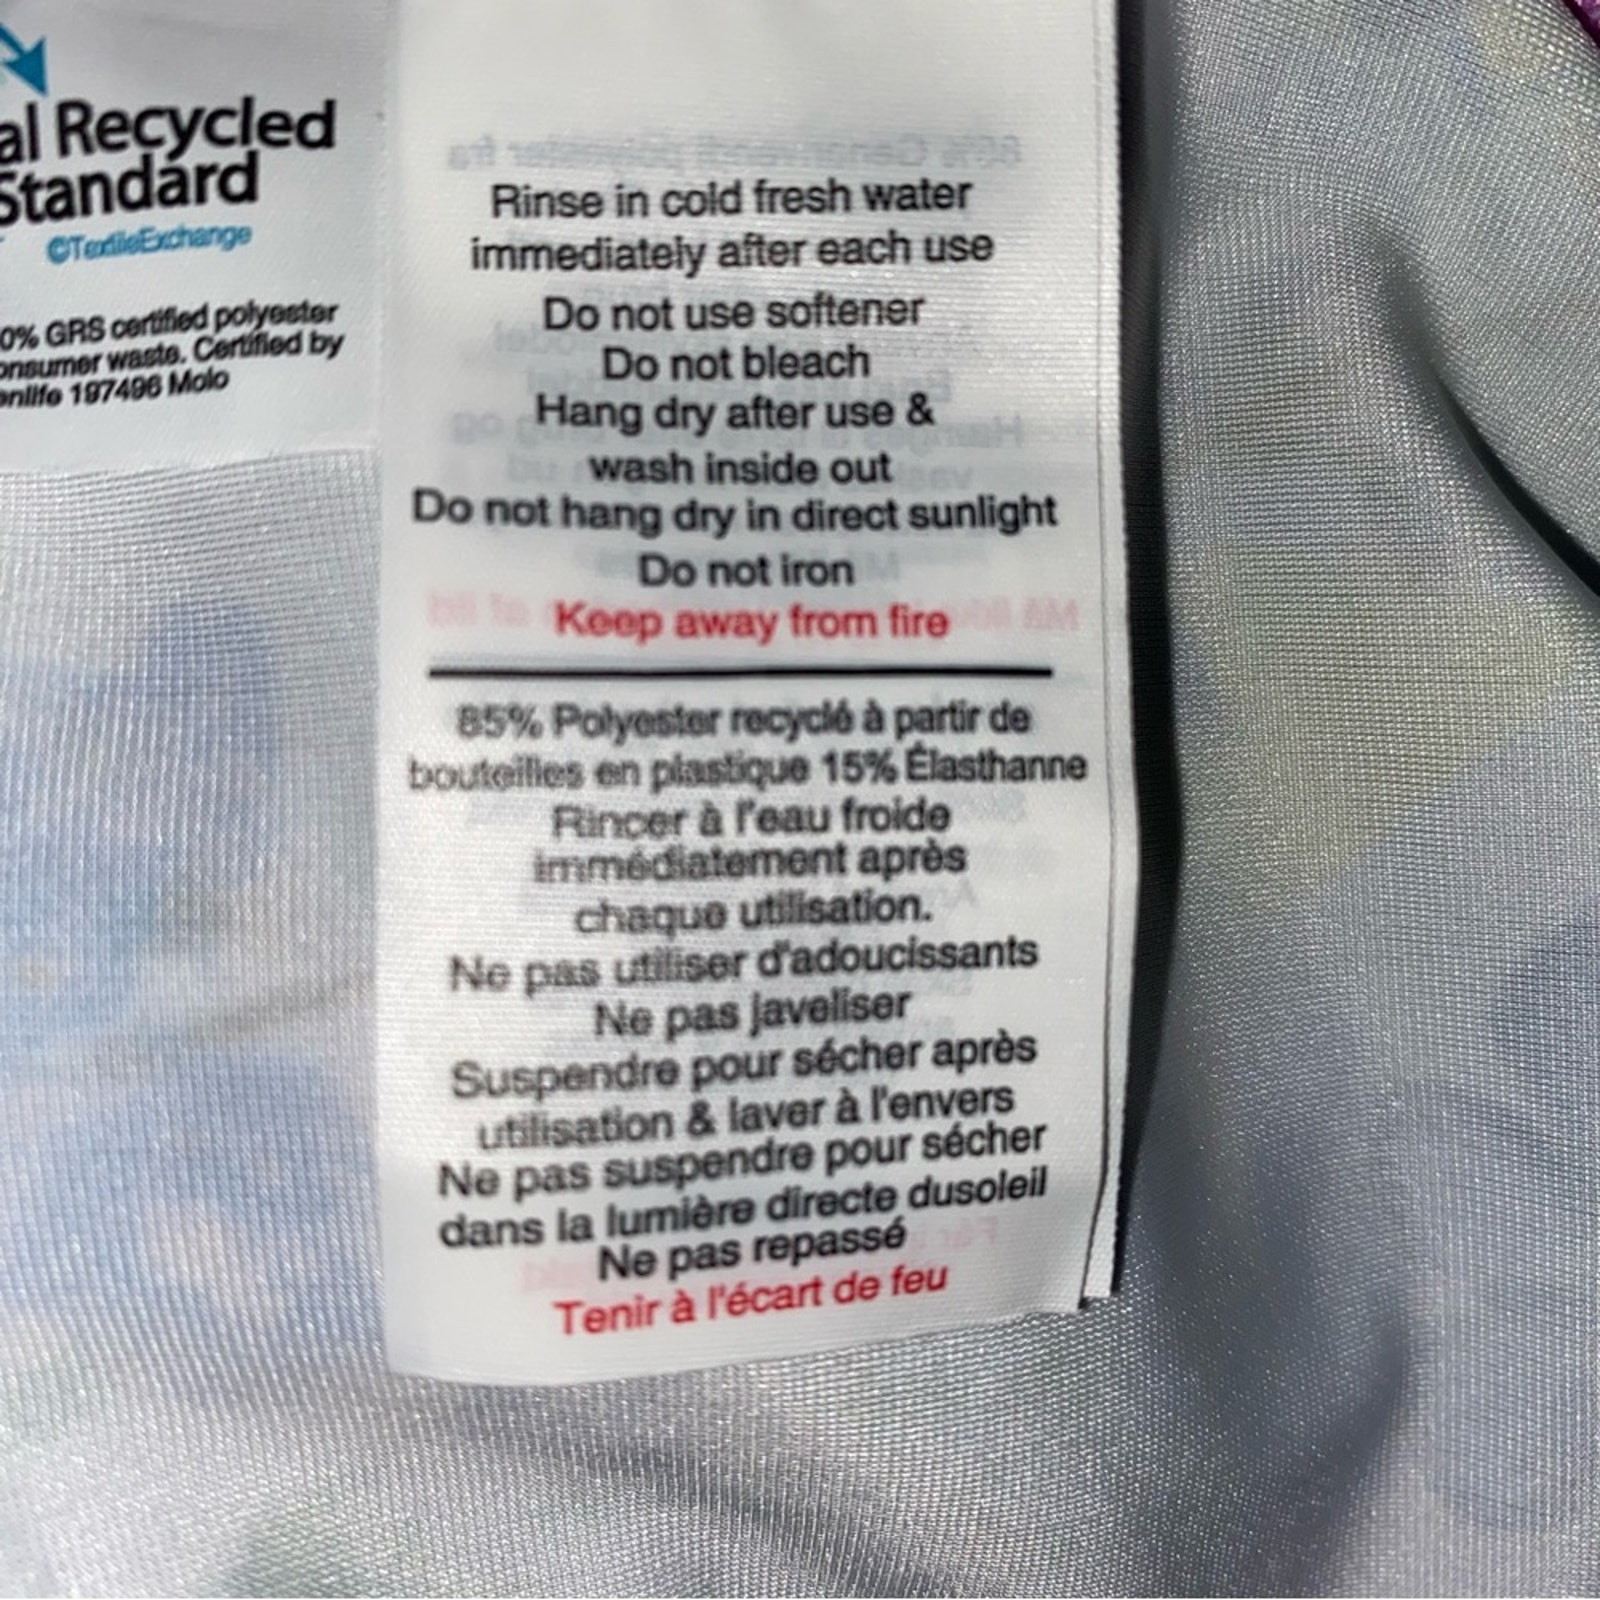 al Recycled
Standard
©TextileExchange
0% GRS certified polyester
onsumer waste. Certified by
enlife 197496 Molo
Rinse in cold fresh water
immediately after each use
Do not use softener
Do not bleach
Hang dry after use &
wash inside out
Do not hang dry in direct sunlight
Do not iron
Keep away from fire
85% Polyester recyclé à partir de
bouteilles en plastique 15% Élasthanne
Rincer à l'eau froide
immédiatement après
chaque utilisation.
Ne pas utiliser d'adoucissants
Ne pas javeliser
Suspendre pour sécher après
utilisation & laver à l'envers
Ne pas suspendre pour sécher
dans la lumière directe dusoleil
Ne pas repassé
Tenir à l'écart de feu